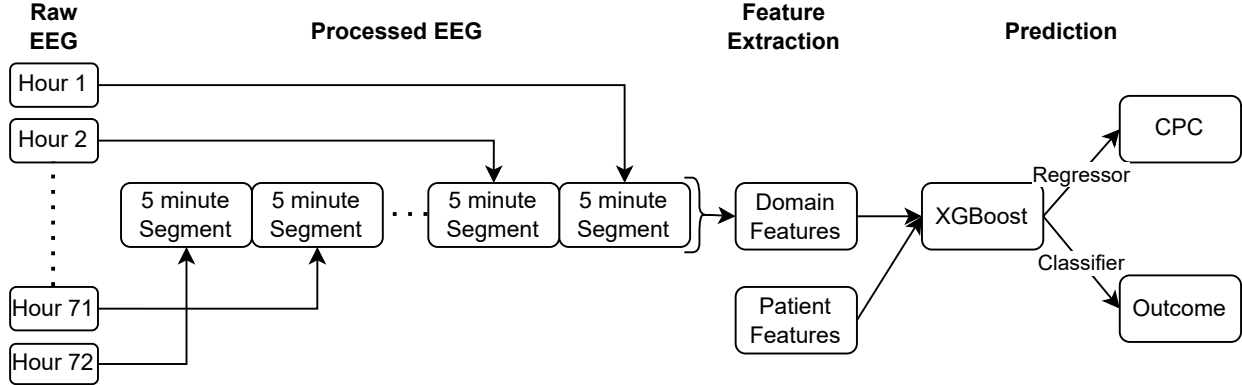 Raw
EEG
Processed EEG
Feature
Extraction
Prediction
Hour 1
Hour 2
Hour 71
Hour 72
5 minute
Segment
5 minute
Segment
5 minute
Segment
5 minute
Segment
Domain
Features
Patient
Features
XGBoost
Regressor
Classifier
CPC
Outcome